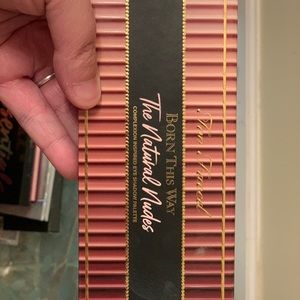 Too Faced
BORN THIS WAY
The Natural Nudes
COMPLEXION INSPIRED EYE SHADOW PALETTE